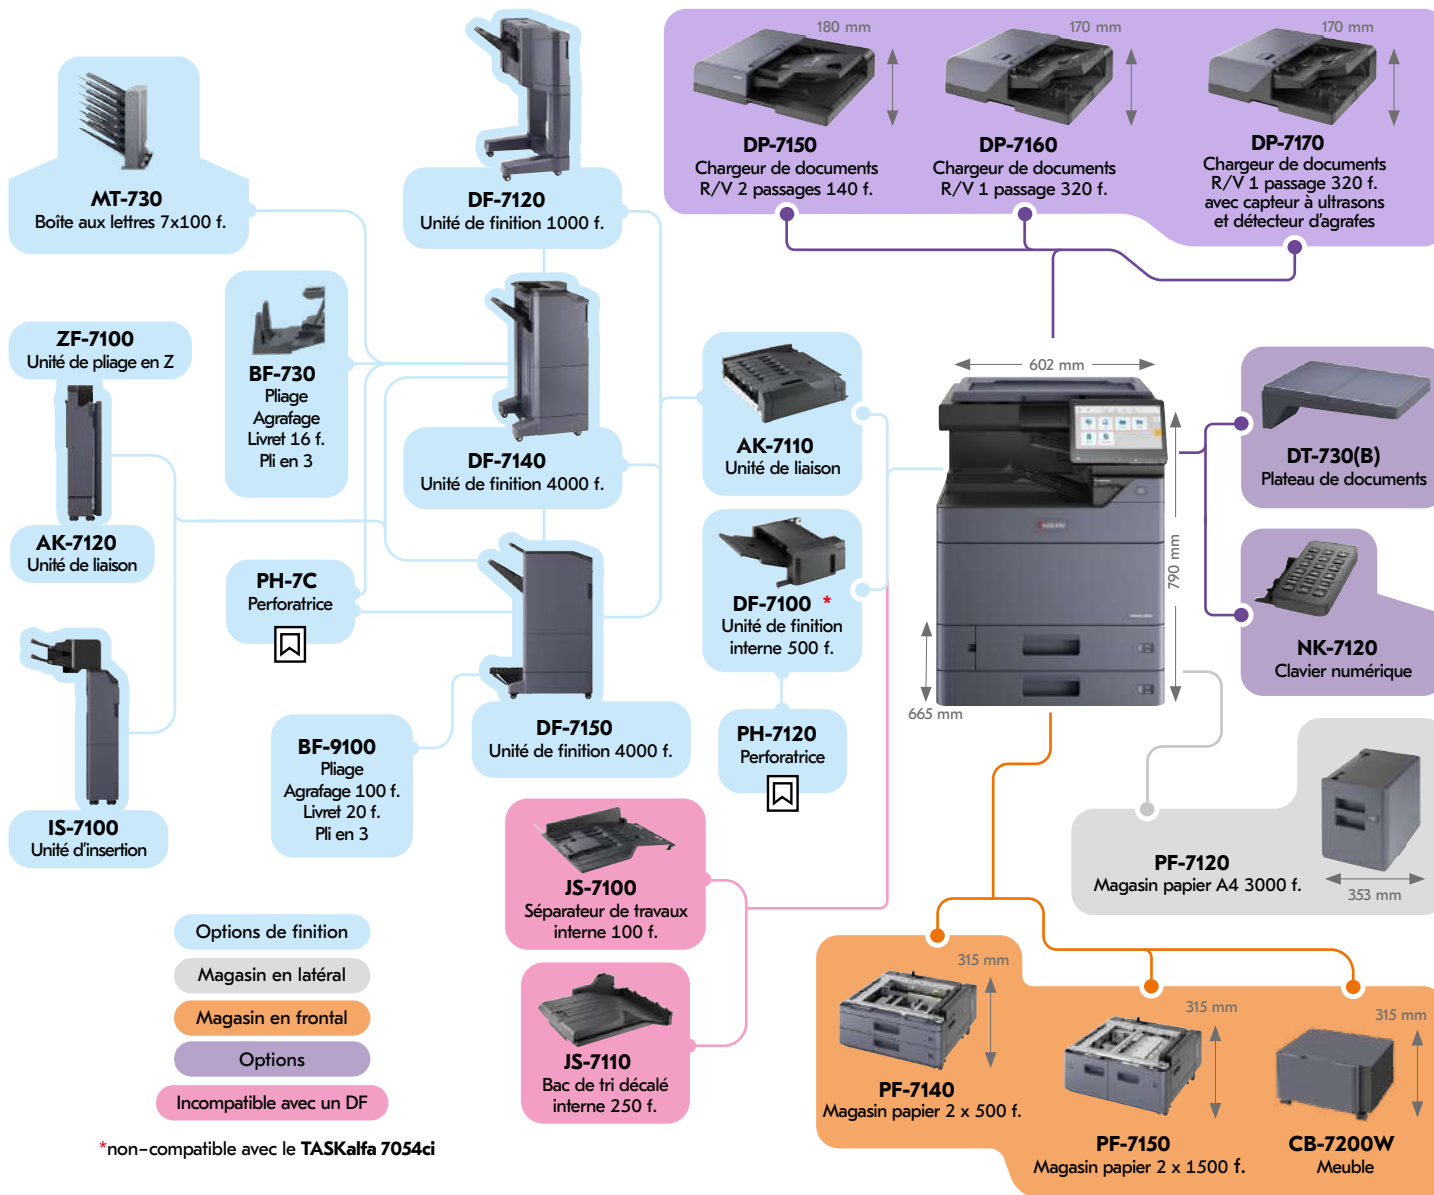 180 mm
170 mm
170 mm
DP-7150
Chargeur de documents
R/V 2 passages 140 f.
DP-7160
Chargeur de documents
R/V 1 passage 320 f.
DP-7170
Chargeur de documents
R/V 1 passage 320 f.
avec capteur à ultrasons
et détecteur d'agrafes
MT-730
Boîte aux lettres 7x100 f.
DF-7120
Unité de finition 1000 f.
ZF-7100
Unité de pliage en Z
BF-730
Pliage
Agrafage
Livret 16 f.
Pli en 3
DF-7140
Unité de finition 4000 f.
AK-7110
Unité de liaison
602 mm
790 mm
665 mm
DT-730(B)
Plateau de documents
AK-7120
Unité de liaison
PH-7C
Perforatrice
DF-7100 *
Unité de finition
interne 500 f.
NK-7120
Clavier numérique
IS-7100
Unité d'insertion
BF-9100
Pliage
Agrafage 100 f.
Livret 20 f.
Pli en 3
DF-7150
Unité de finition 4000 f.
PH-7120
Perforatrice
PF-7120
Magasin papier A4 3000 f.
353 mm
JS-7100
Séparateur de travaux
interne 100 f.
JS-7110
Bac de tri décalé
interne 250 f.
315 mm
PF-7140
Magasin papier 2 x 500 f.
315 mm
PF-7150
Magasin papier 2 x 1500 f.
315 mm
CB-7200W
Meuble
Options de finition
Magasin en latéral
Magasin en frontal
Options
Incompatible avec un DF
*non-compatible avec le TASKalfa 7054ci